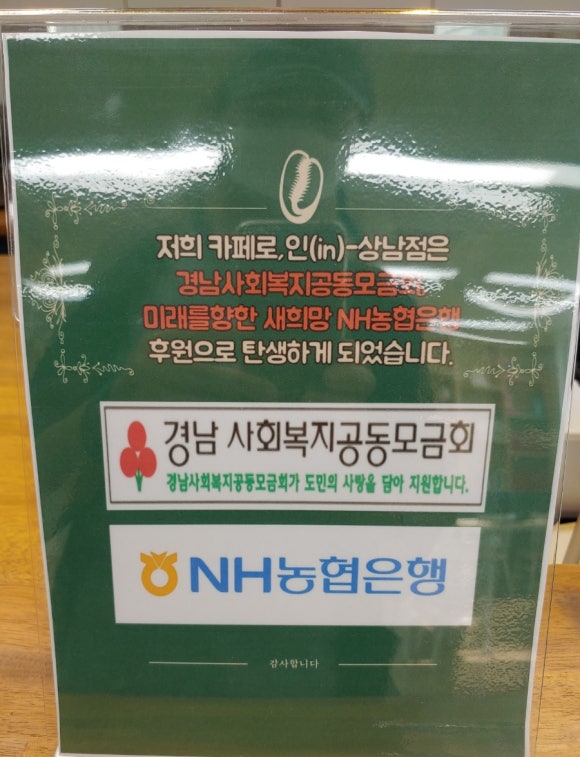 저희 카페로,인(in)-상남점은
경남사회복지공동모금회,
미래를향한 새희망 NH농협은행
후원으로 탄생하게 되었습니다.
경남 사회복지공동모금회
경남사회복지공동모금회가 도민의 사랑을 담아 지원합니다.
NH농협은행
감사합니다